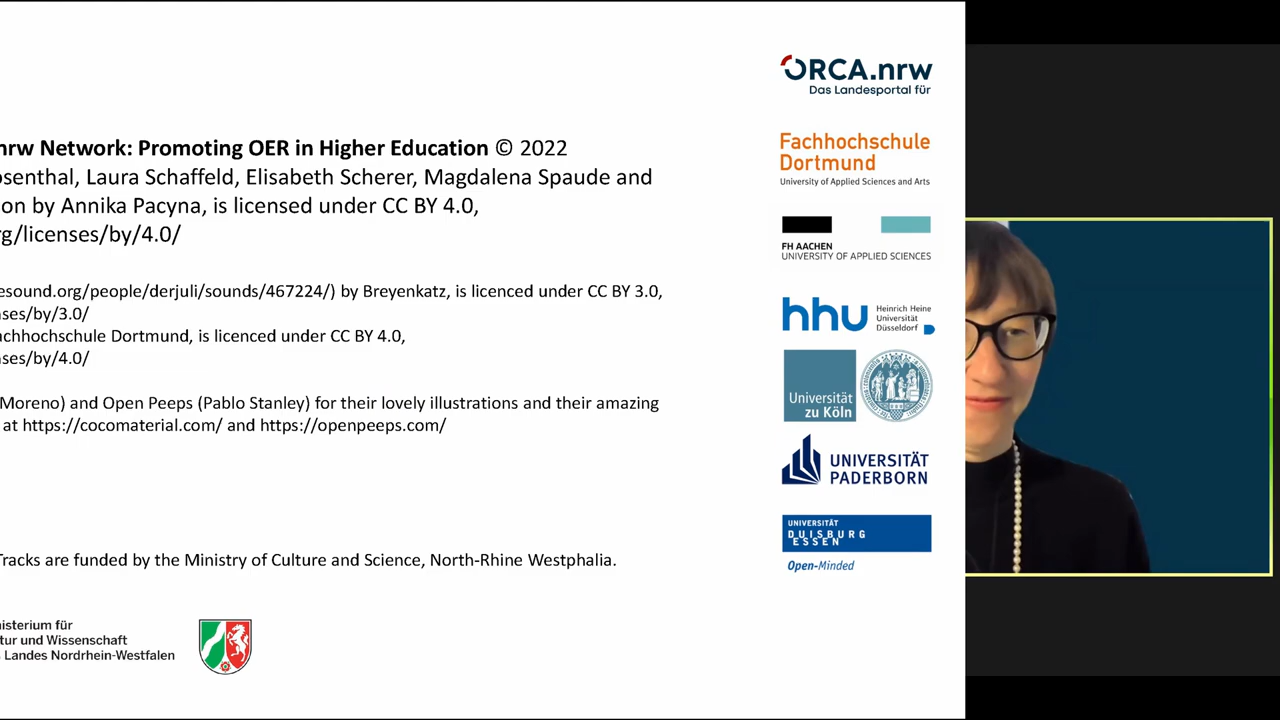 nrw Network: Promoting OER in Higher Education © 2022
osenthal, Laura Schaffeld, Elisabeth Scherer, Magdalena Spaude and
on by Annika Pacyna, is licensed under CC BY 4.0,
rg/licenses/by/4.0/
esound.org/people/derjuli/sounds/467224/) by Breyenkatz, is licenced under CC BY 3.0,
nses/by/3.0/
achhochschule Dortmund, is licenced under CC BY 4.0,
nses/by/4.0/
Moreno) and Open Peeps (Pablo Stanley) for their lovely illustrations and their amazing
at https://cocomaterial.com/ and https://openpeeps.com/
Tracks are funded by the Ministry of Culture and Science, North-Rhine Westphalia.
nisterium für
tur und Wissenschaft
s Landes Nordrhein-Westfalen
ORCA.nrw
Das Landesportal für
Fachhochschule
Dortmund
University of Applied Sciences and Arts
FH AACHEN
UNIVERSITY OF APPLIED SCIENCES
hhu
Heinrich Heine
Universität
Düsseldorf
Universität
zu Köln
UNIVERSITÄT
PADERBORN
UNIVERSITÄT
DUISBURG
ESSEN
Open-Minded